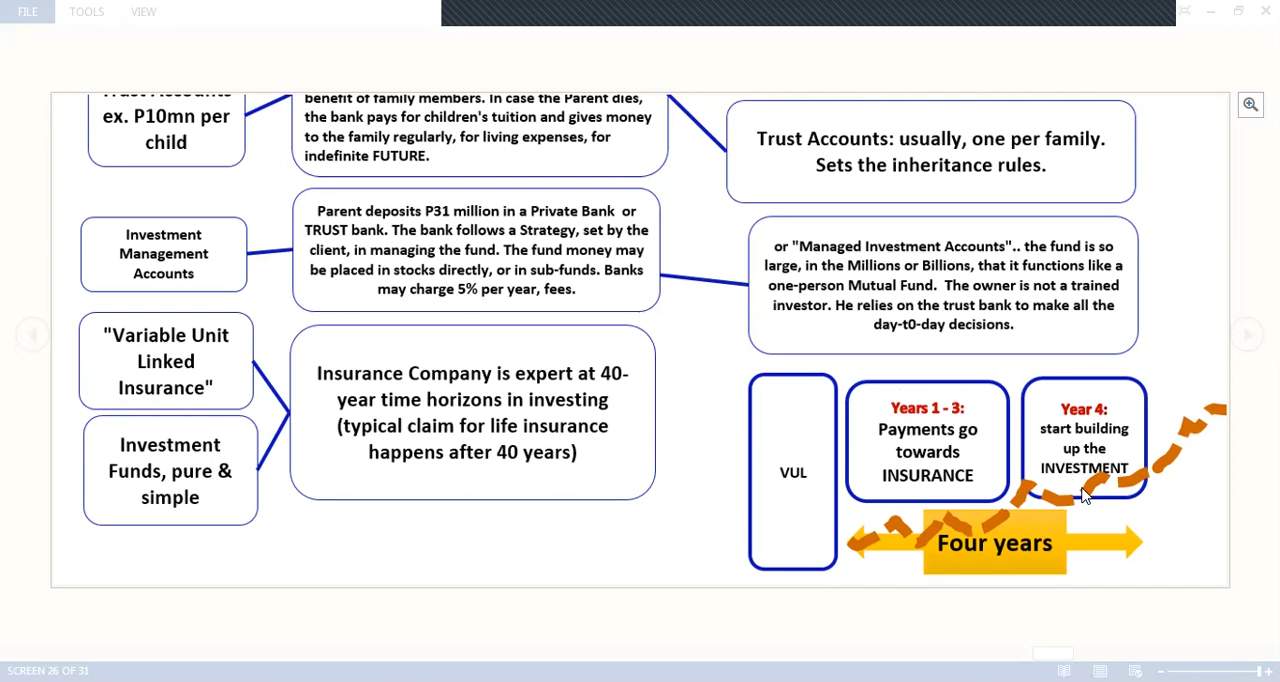 FILE TOOLS VIEW
Trust Accounts
ex. P10mn per
child
benefit of family members. In case the Parent dies,
the bank pays for children's tuition and gives money
to the family regularly, for living expenses, for
indefinite FUTURE.
Trust Accounts: usually, one per family.
Sets the inheritance rules.
Investment
Management
Accounts
Parent deposits P31 million in a Private Bank or
TRUST bank. The bank follows a Strategy, set by the
client, in managing the fund. The fund money may
be placed in stocks directly, or in sub-funds. Banks
may charge 5% per year, fees.
or "Managed Investment Accounts".. the fund is so
large, in the Millions or Billions, that it functions like a
one-person Mutual Fund. The owner is not a trained
investor. He relies on the trust bank to make all the
day-t0-day decisions.
"Variable Unit
Linked
Insurance"
Investment
Funds, pure &
simple
Insurance Company is expert at 40-
year time horizons in investing
(typical claim for life insurance
happens after 40 years)
VUL
Years 1 - 3:
Payments go
towards
INSURANCE
Year 4:
start building
up the
INVESTMENT
Four years
SCREEN 26 OF 31